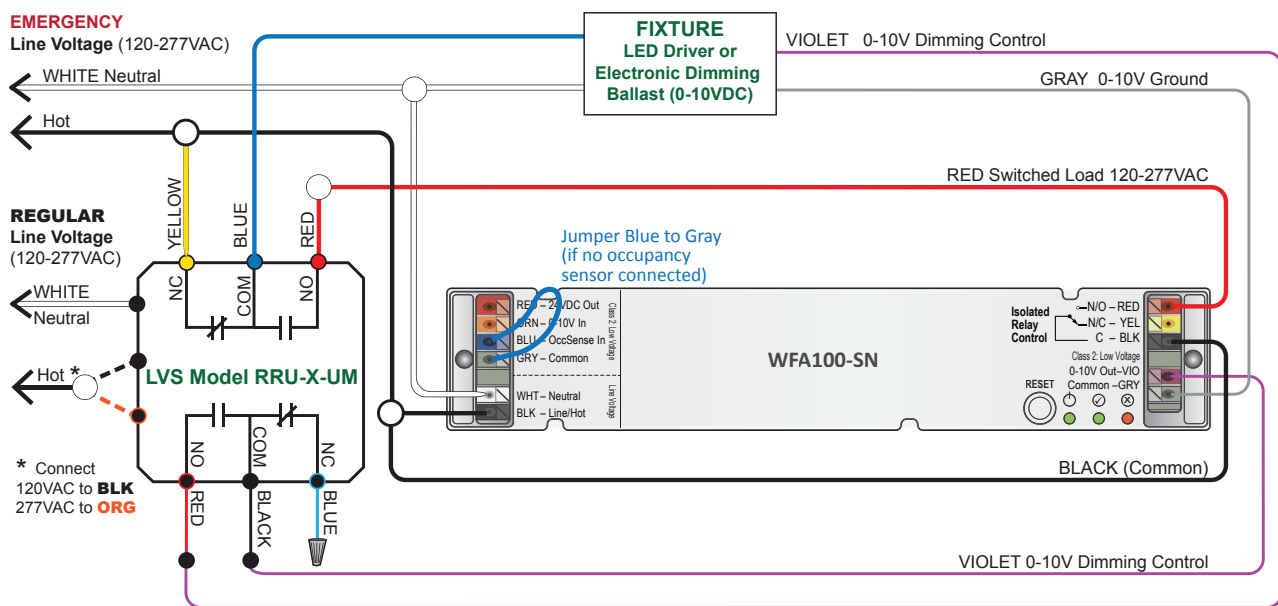 EMERGENCY
Line Voltage (120-277VAC)
WHITE Neutral
Hot
FIXTURE
LED Driver or
Electronic Dimming
Ballast (0-10VDC)
VIOLET 0-10V Dimming Control
GRAY 0-10V Ground
RED Switched Load 120-277VAC
YELLOW
BLUE
RED
REGULAR
Line Voltage
(120-277VAC)
WHITE
Neutral
Hot *
NC
COM
NO
LVS Model RRU-X-UM
NO
COM
NC
RED
BLACK
BLUE
* Connect
120VAC to BLK
277VAC to ORG
Jumper Blue to Gray
(if no occupancy
sensor connected)
RED – 24VDC Out
ORN – 0-10V In
BLU – OccSense In
GRY – Common
Class 2: Low Voltage
WHT – Neutral
BLK – Line/Hot
Line Voltage
WFA100-SN
Isolated
Relay
Control
N/O – RED
N/C – YEL
C – BLK
Class 2: Low Voltage
0-10V Out–VIO
Common –GRY
RESET
BLACK (Common)
VIOLET 0-10V Dimming Control